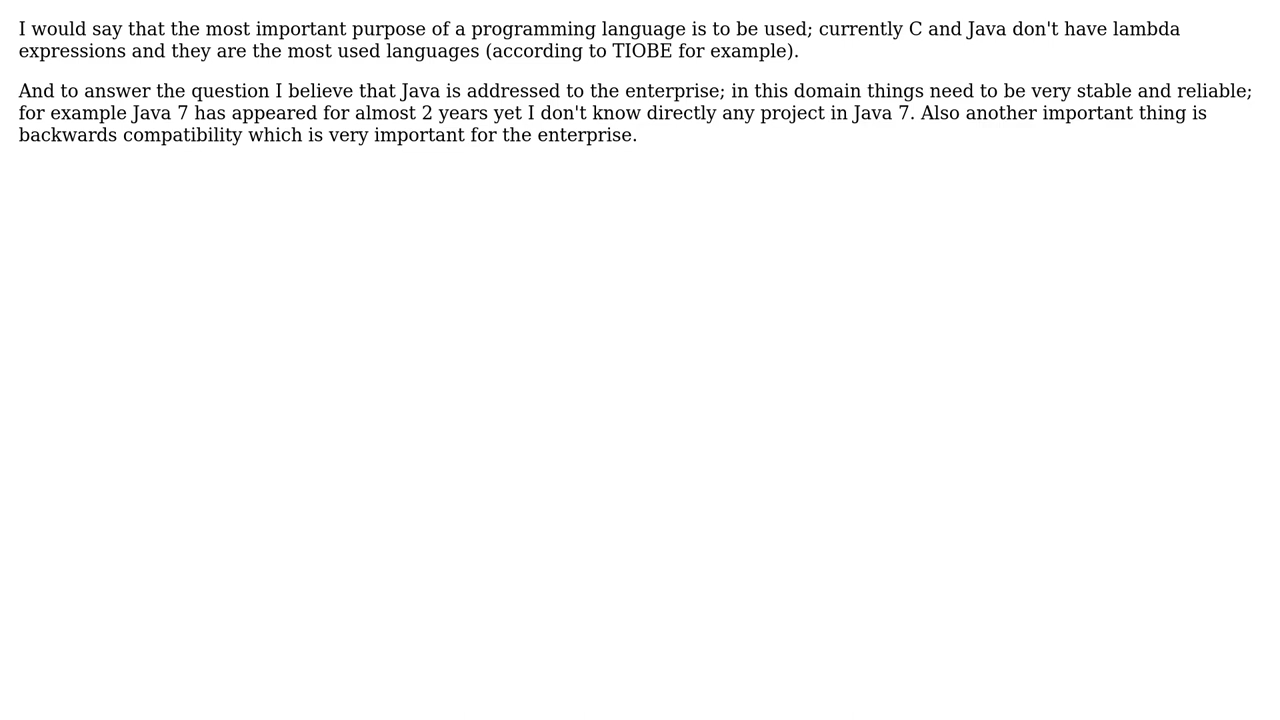 I would say that the most important purpose of a programming language is to be used; currently C and Java don't have lambda
expressions and they are the most used languages (according to TIOBE for example).
And to answer the question I believe that Java is addressed to the enterprise; in this domain things need to be very stable and reliable;
for example Java 7 has appeared for almost 2 years yet I don't know directly any project in Java 7. Also another important thing is
backwards compatibility which is very important for the enterprise.